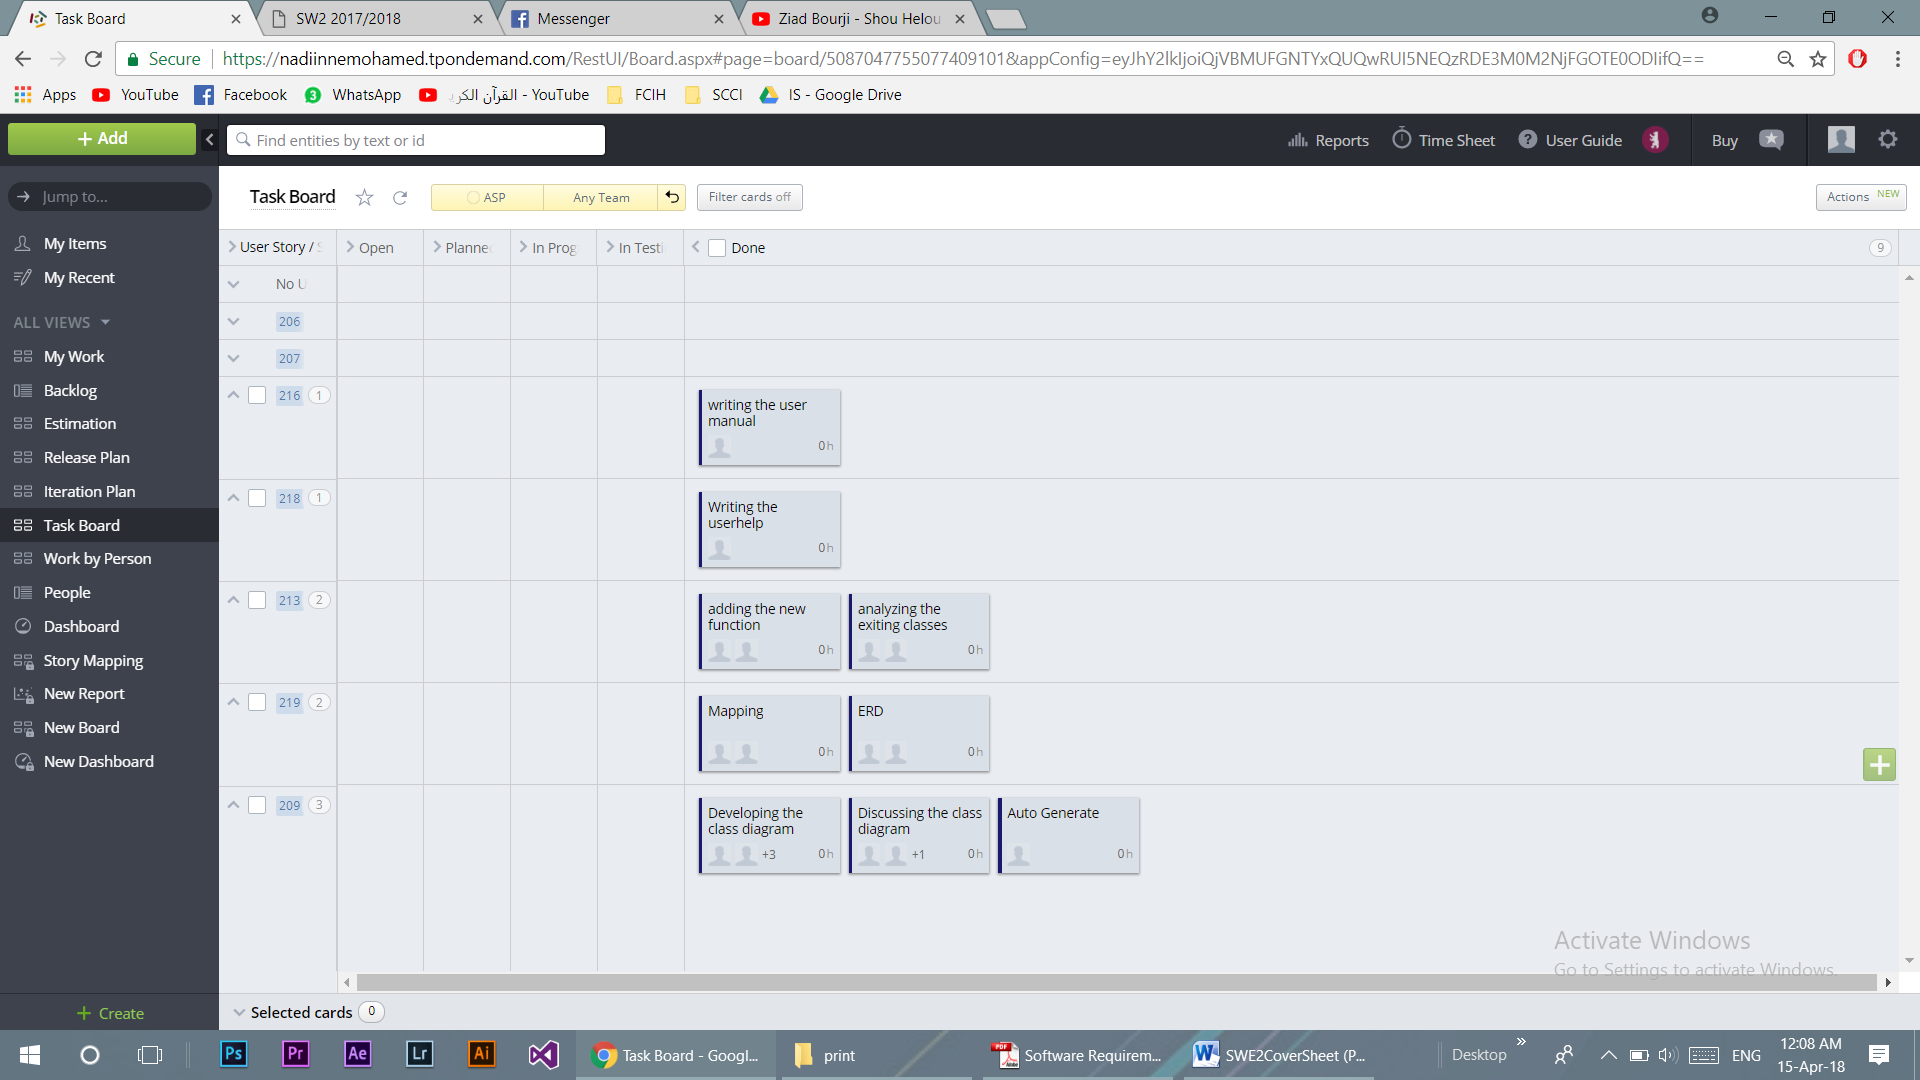 Task Board
SW2 2017/2018
Messenger
Ziad Bourji - Shou Helou
Secure
https://nadiinnemohamed.tpondemand.com/RestUI/Board.aspx#page=board/5087047755077409101&appConfig=eyJhY2lkIjoiQjVBMUFGNTYxQUQwRUI5NEQzRDE3M0M2NjFGOTE0ODIifQ==
Apps
YouTube
Facebook
WhatsApp
القرآن الكري - YouTube
FCIH
SCCI
IS - Google Drive
+ Add
Find entities by text or id
Reports
Time Sheet
User Guide
Buy
Jump to...
Task Board
ASP
Any Team
Filter cards off
Actions NEW
My Items
My Recent
ALL VIEWS
My Work
Backlog
Estimation
Release Plan
Iteration Plan
Task Board
Work by Person
People
Dashboard
Story Mapping
New Report
New Board
New Dashboard
+ Create
User Story /
Open
Planne
In Prog
In Testi
Done
9
No U
206
207
216 1
writing the user
manual
0h
218 1
Writing the
userhelp
0h
213 2
adding the new
function
0h
analyzing the
exiting classes
0h
219 2
Mapping
0h
ERD
0h
209 3
Developing the
class diagram
+3 0h
Discussing the class
diagram
+1 0h
Auto Generate
0h
Activate Windows
Go to Settings to activate Windows.
Selected cards 0
Ps
Pr
Ae
Lr
Ai
Task Board - Googl...
print
Software Requirem...
SWE2CoverSheet (P...
Desktop
ENG
12:08 AM
15-Apr-18